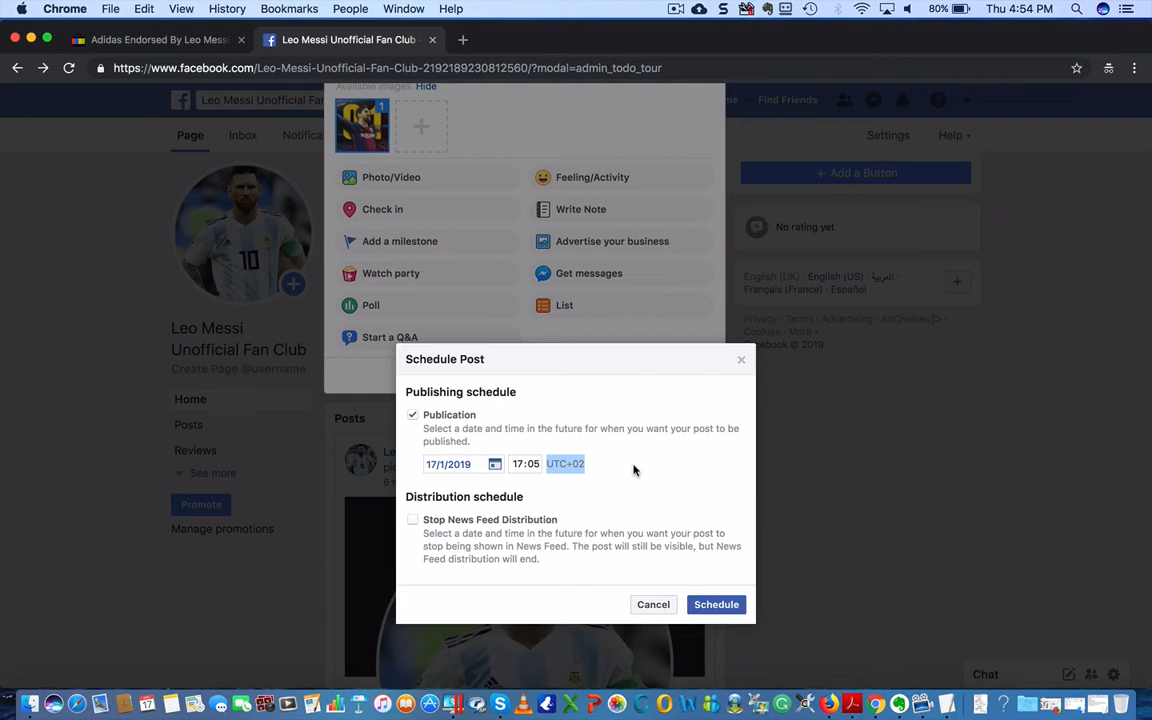 Chrome File Edit View History Bookmarks People Window Help 80% Thu 4:54 PM
Adidas Endorsed By Leo Mess
Leo Messi Unofficial Fan Club -
https://www.facebook.com/Leo-Messi-Unofficial-Fan-Club-2192189230812560/?modal=admin_todo_tour
Leo Messi Unofficial Fan
Find Friends
Available images Hide
1
Page Inbox Notifica
Settings Help
Photo/Video Feeling/Activity
Check in Write Note
Add a milestone Advertise your business
Watch party Get messages
Poll List
Start a Q&A
+ Add a Button
No rating yet
English (UK) · English (US) · العربية ·
Français (France) · Español
Privacy · Terms · Advertising · AdChoices ·
Cookies · More
Facebook © 2019
Leo Messi
Unofficial Fan Club
Create Page @username
Home
Posts
Reviews
See more
Promote
Manage promotions
Posts
Schedule Post
Publishing schedule
Publication
Select a date and time in the future for when you want your post to be
published.
17/1/2019 17:05 UTC+02
Distribution schedule
Stop News Feed Distribution
Select a date and time in the future for when you want your post to
stop being shown in News Feed. The post will still be visible, but News
Feed distribution will end.
Cancel Schedule
Chat